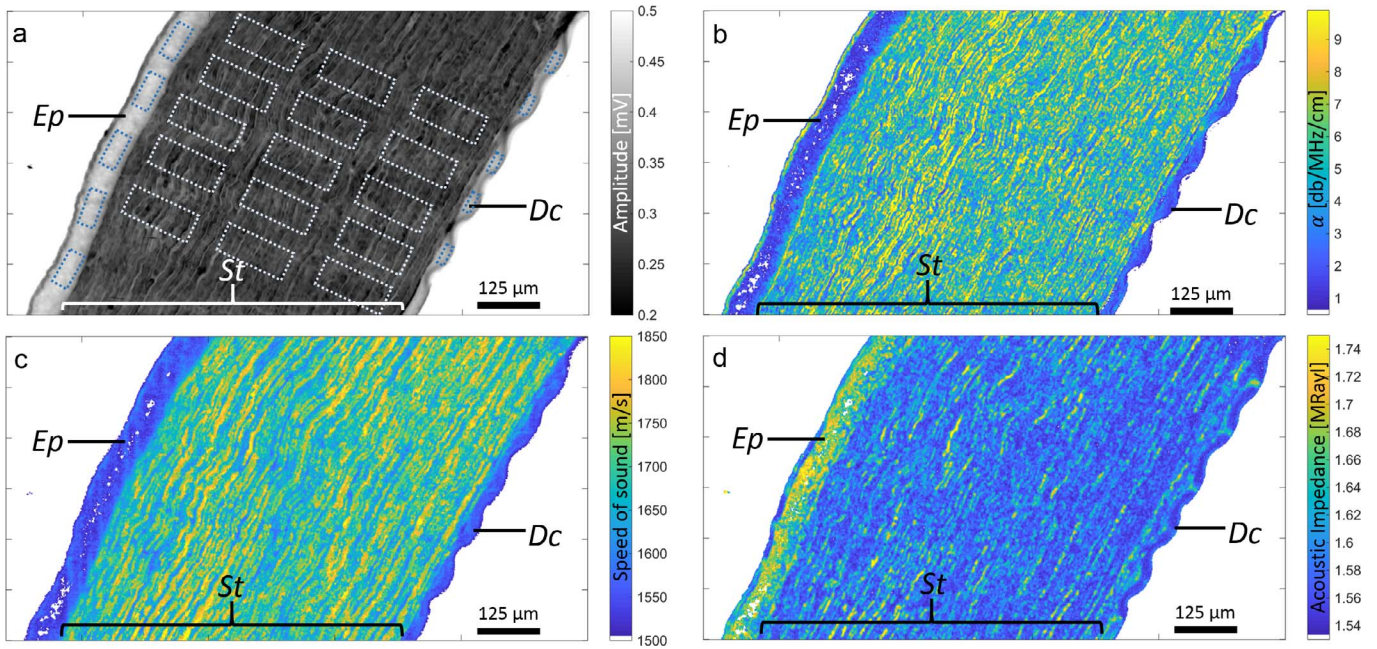 a
Ep
Dc
St
125 µm
0.5
0.45
0.4
0.35
0.3
0.25
0.2
Amplitude [mV]
b
Ep
Dc
St
125 µm
9
8
7
6
5
4
3
2
1
α [db/MHz/cm]
c
Ep
Dc
St
125 µm
1850
1800
1750
1700
1650
1600
1550
1500
Speed of sound [m/s]
d
Ep
Dc
St
125 µm
1.74
1.72
1.7
1.68
1.66
1.64
1.62
1.6
1.58
1.56
1.54
Acoustic Impedance [MRayl]